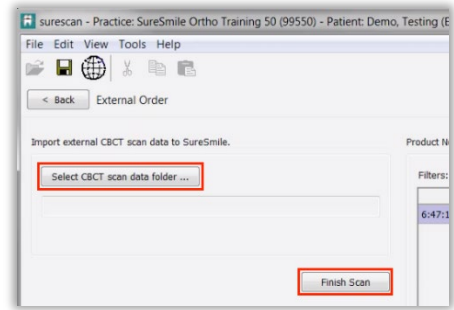 surescan - Practice: SureSmile Ortho Training 50 (99550) - Patient: Demo, Testing (E
File Edit View Tools Help
< Back External Order
Import external CBCT scan data to SureSmile.
Product N
Select CBCT scan data folder ...
Filters:
6:47:1
Finish Scan